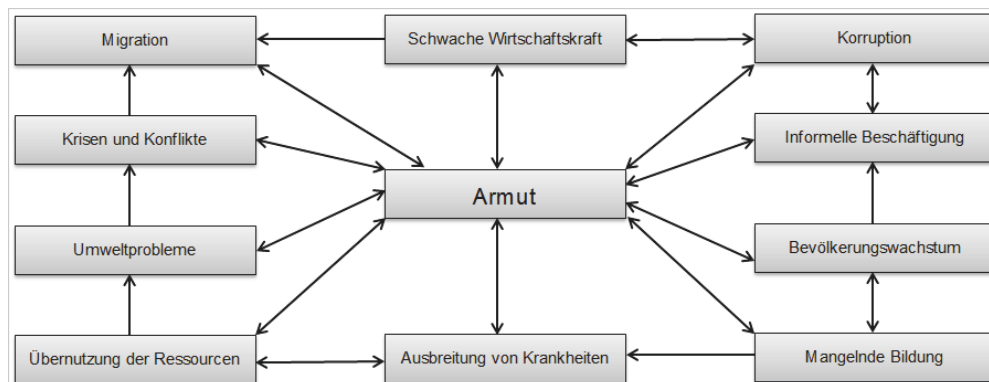 Migration
Schwache Wirtschaftskraft
Korruption
Krisen und Konflikte
Informelle Beschäftigung
Armut
Umweltprobleme
Bevölkerungswachstum
Übernutzung der Ressourcen
Ausbreitung von Krankheiten
Mangelnde Bildung